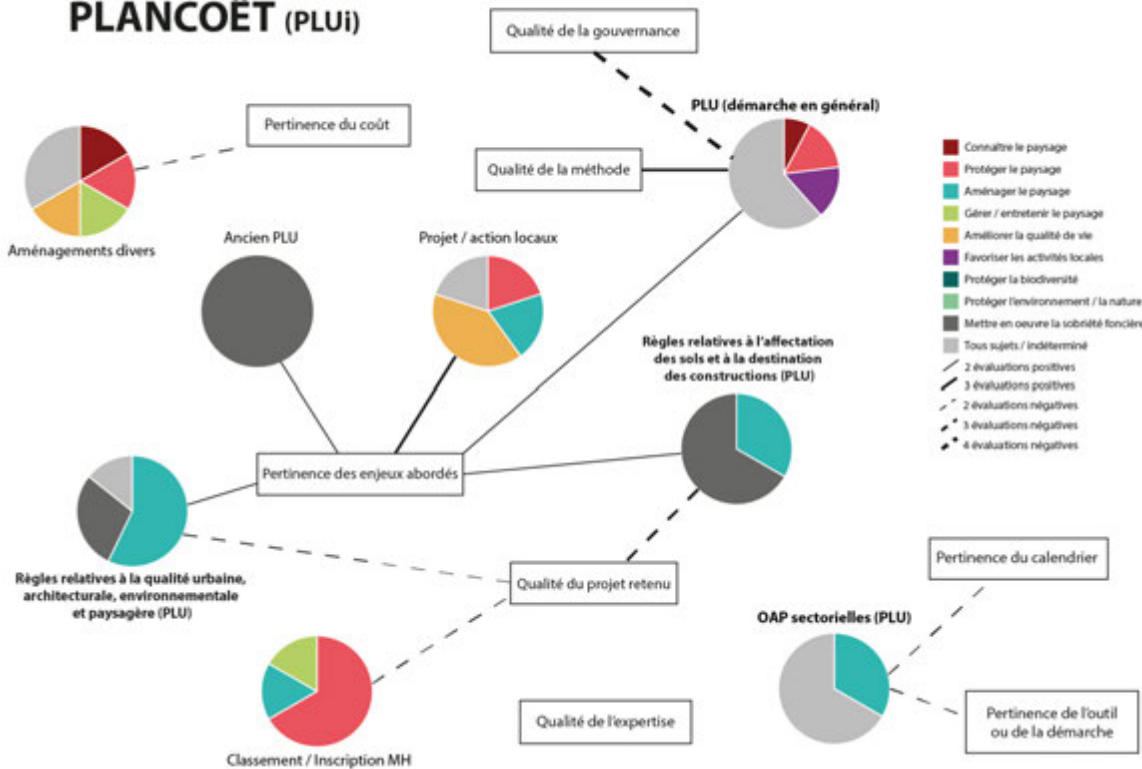 PLANCOËT (PLUi)
Qualité de la gouvernance
Pertinence du coût
PLU (démarche en général)
Qualité de la méthode
Aménagements divers
Ancien PLU
Projet / action locaux
Connaître le paysage
Protéger le paysage
Aménager le paysage
Gérer / entretenir le paysage
Améliorer la qualité de vie
Favoriser les activités locales
Protéger la biodiversité
Protéger l'environnement / la nature
Mettre en oeuvre la sobriété foncière
Tous sujets / indéterminé
2 évaluations positives
3 évaluations positives
2 évaluations négatives
3 évaluations négatives
4 évaluations négatives
Règles relatives à l'affectation
des sols et à la destination
des constructions (PLU)
Pertinence des enjeux abordés
Règles relatives à la qualité urbaine,
architecturale, environnementale
et paysagère (PLU)
Qualité du projet retenu
Pertinence du calendrier
OAP sectorielles (PLU)
Qualité de l'expertise
Pertinence de l'outil
ou de la démarche
Classement / Inscription MH